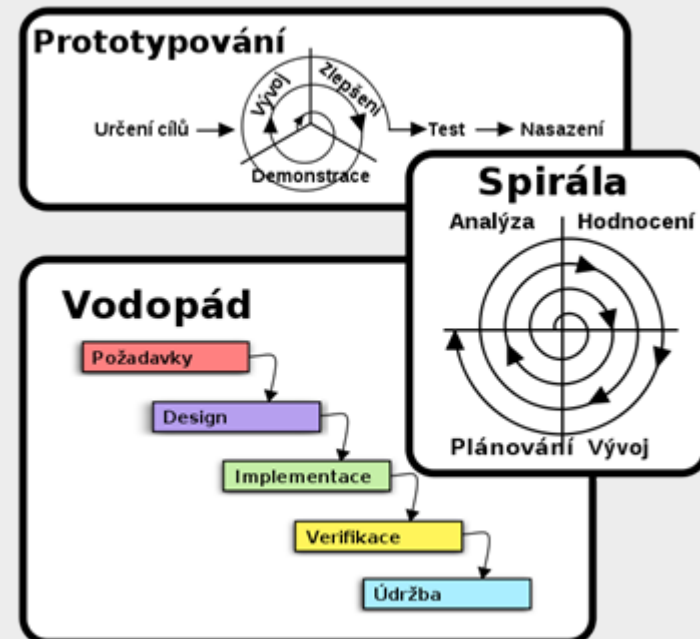 Prototypování
Vývoj
Zlepšení
Určení cílů
Test
Nasazení
Demonstrace
Spirála
Analýza
Hodnocení
Plánování
Vývoj
Vodopád
Požadavky
Design
Implementace
Verifikace
Údržba